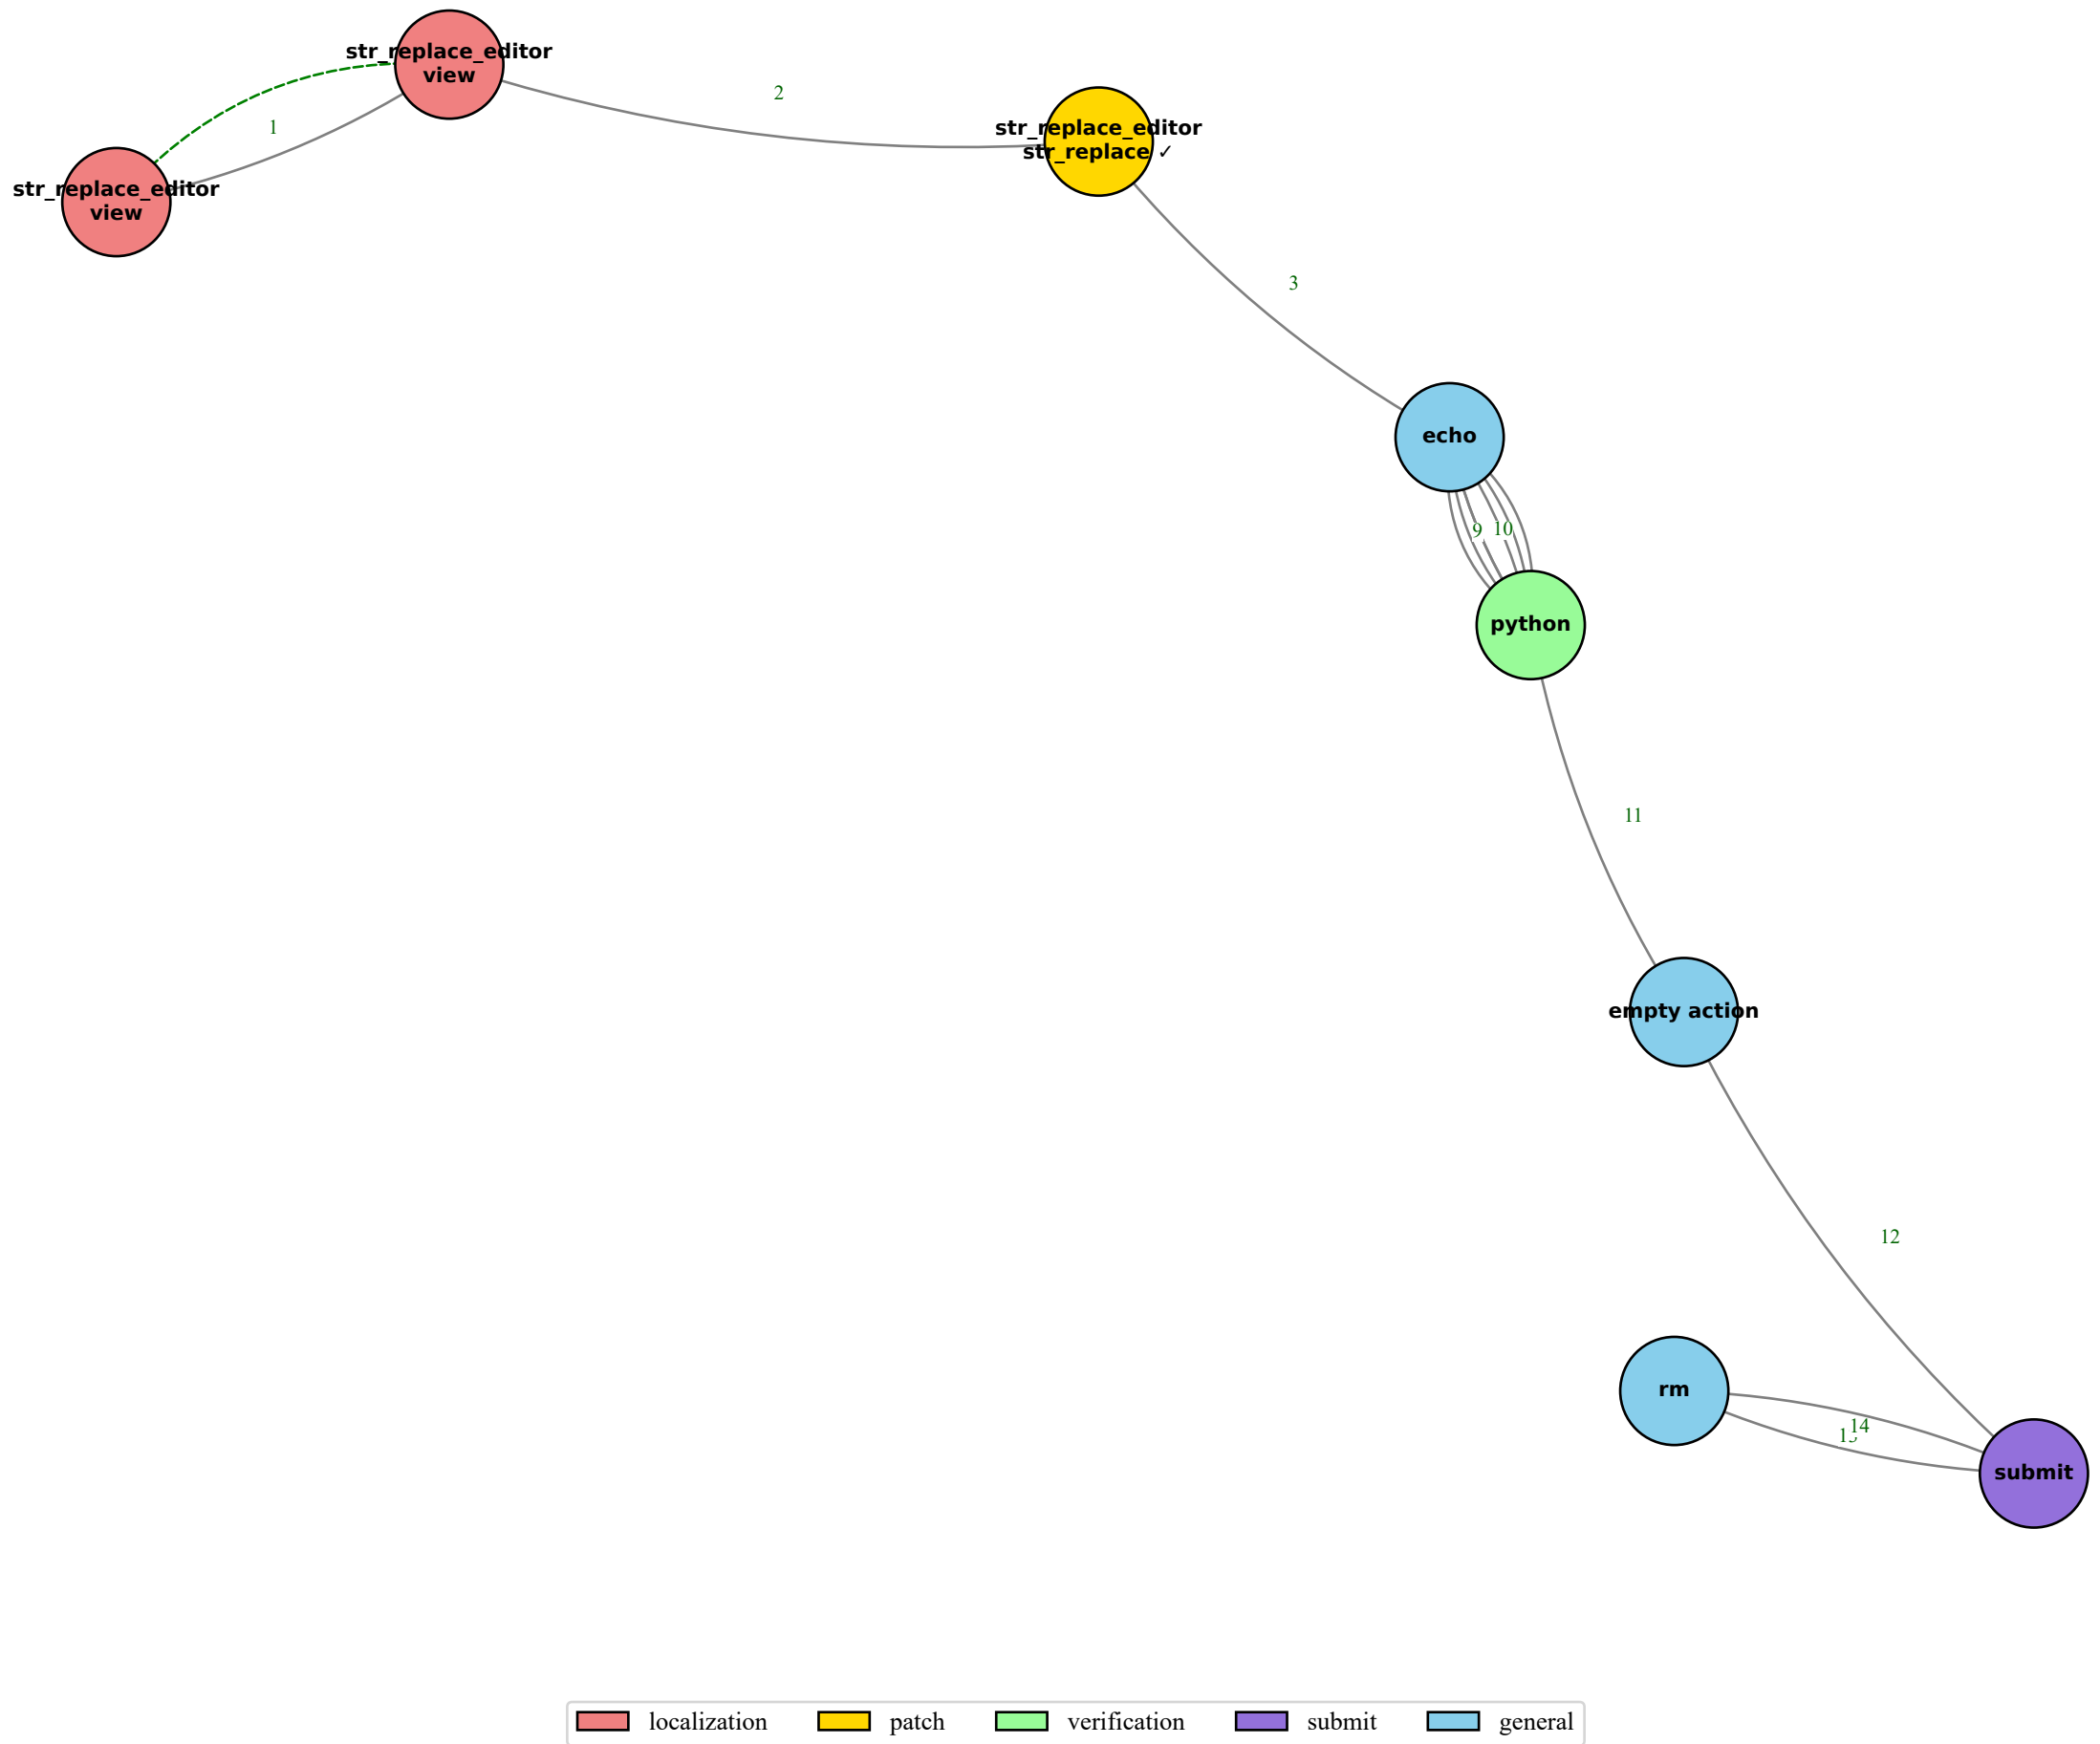 str_replace_editor
view
1
2
str_replace_editor
view
str_replace_editor
str_replace ✓
3
echo
9
10
python
11
empty action
12
rm
14
submit
localization
patch
verification
submit
general